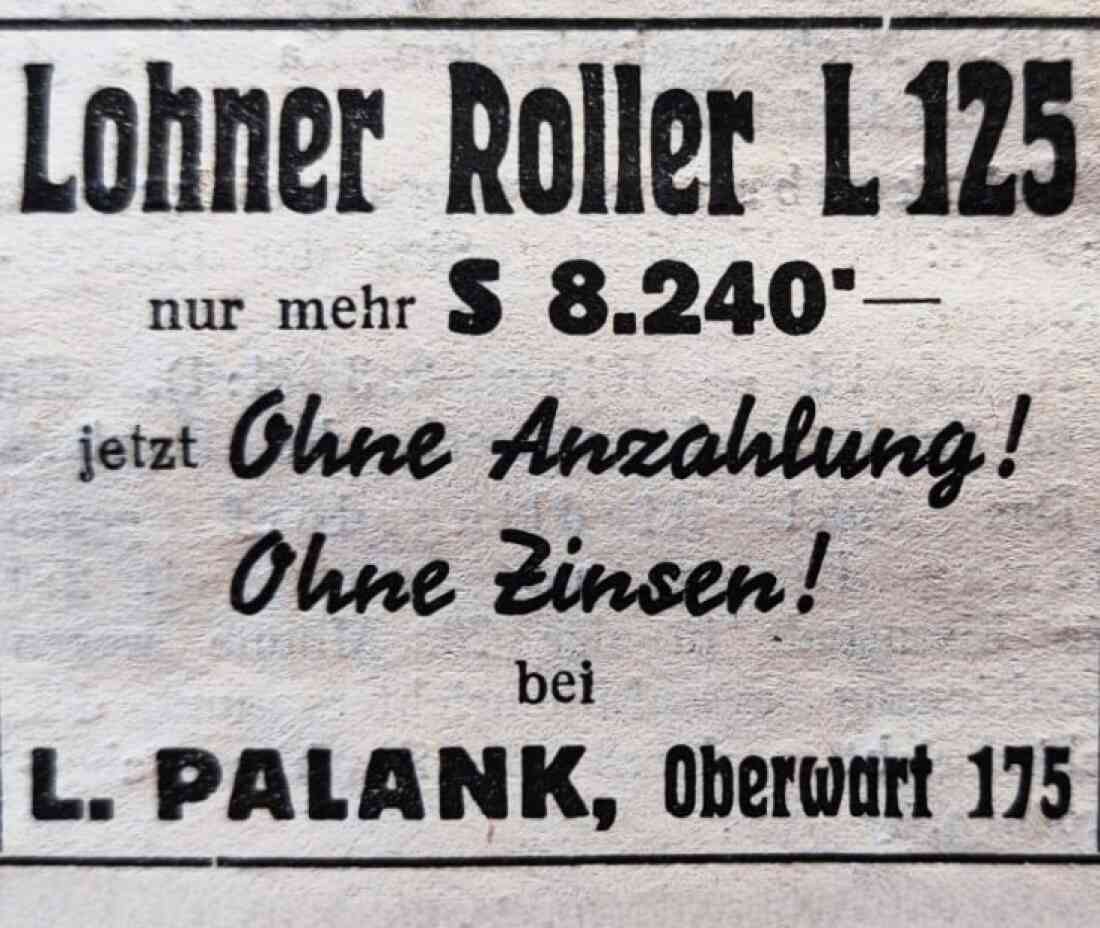 Lohner Roller L 125
nur mehr S 8.240·—
jetzt Ohne Anzahlung!
Ohne Zinsen!
bei
L. PALANK, Oberwart 175